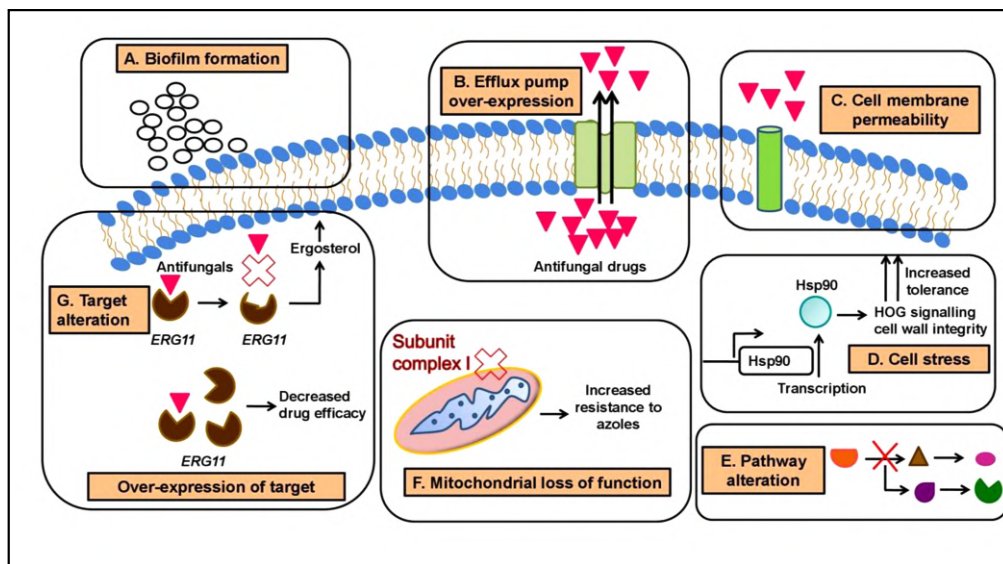 A. Biofilm formation
B. Efflux pump
over-expression
Antifungal drugs
C. Cell membrane
permeability
Hsp90
Increased
tolerance
HOG signalling
cell wall integrity
Hsp90
Transcription
D. Cell stress
E. Pathway
alteration
Subunit
complex I
Increased
resistance to
azoles
F. Mitochondrial loss of function
G. Target
alteration
Antifungals
Ergosterol
ERG11
ERG11
Decreased
drug efficacy
ERG11
Over-expression of target